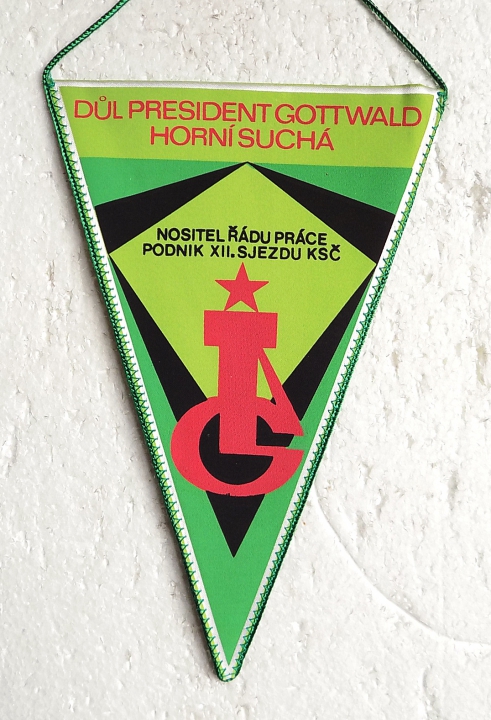 DŮL PRESIDENT GOTTWALD
HORNÍ SUCHÁ
NOSITEL ŘÁDU PRÁCE
PODNIK XII. SJEZDU KSČ